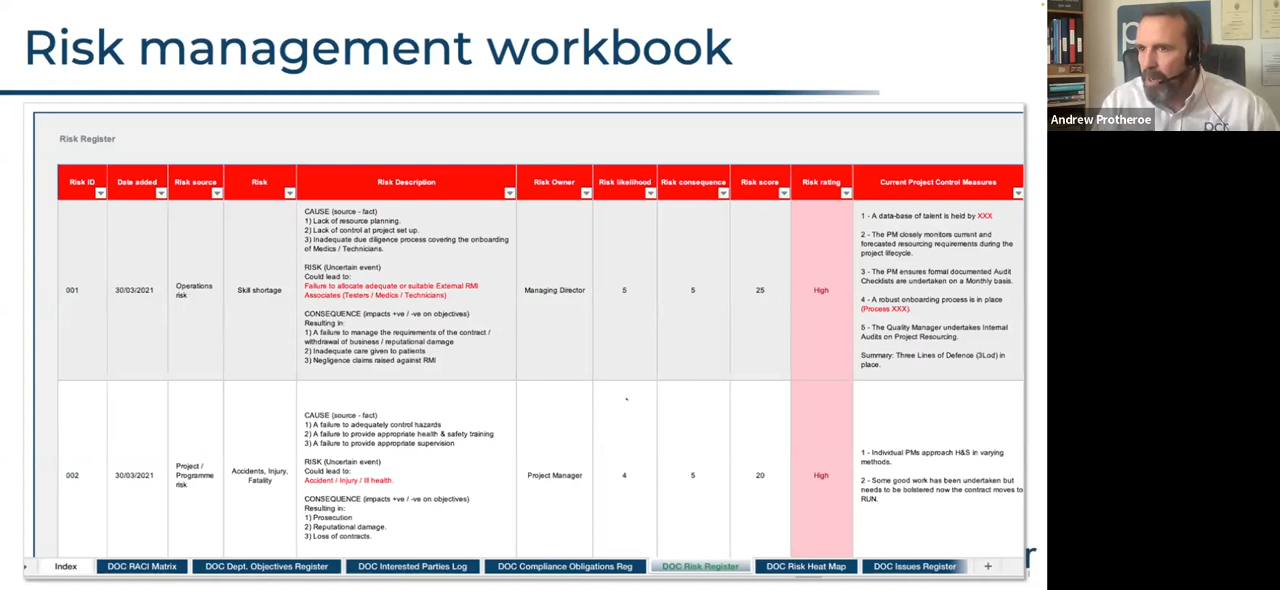 Risk management workbook
Andrew Protheroe
Risk Register
Risk ID
Date added
Risk source
Risk
Risk Description
Risk Owner
Risk likelihood
Risk consequence
Risk score
Risk rating
Current Project Control Measures
001
30/03/2021
Operations
risk
Skill shortage
CAUSE (source - fact)
1) Lack of resource planning.
2) Lack of control at project set up.
3) Inadequate due diligence process covering the onboarding
of Medics / Technicians.
RISK (Uncertain event)
Could lead to:
Failure to allocate adequate or suitable External RMI
Associates (Testers / Medics / Technicians)
CONSEQUENCE (impacts +ve / -ve on objectives)
Resulting in:
1) A failure to manage the requirements of the contract /
withdrawal of business / reputational damage
2) Inadequate care given to patients
3) Negligence claims raised against RMI
Managing Director
5
5
25
High
1 - A data-base of talent is held by XXX
2 - The PM closely monitors current and
forecasted resourcing requirements during the
project lifecycle.
3 - The PM ensures formal documented Audit
Checklists are undertaken on a Monthly basis.
4 - A robust onboarding process is in place
(Process XXX).
5 - The Quality Manager undertakes Internal
Audits on Project Resourcing.
Summary: Three Lines of Defence (3Lod) in
place.
002
30/03/2021
Project /
Programme
risk
Accidents, Injury,
Fatality
CAUSE (source - fact)
1) A failure to adequately control hazards
2) A failure to provide appropriate health & safety training
3) A failure to provide appropriate supervision
RISK (Uncertain event)
Could lead to:
Accident / Injury / Ill health.
CONSEQUENCE (impacts +ve / -ve on objectives)
Resulting in:
1) Prosecution
2) Reputational damage.
3) Loss of contracts.
Project Manager
4
5
20
High
1 - Individual PMs approach H&S in varying
methods.
2 - Some good work has been undertaken but
needs to be bolstered now the contract moves to
RUN.
Index
DOC RACI Matrix
DOC Dept. Objectives Register
DOC Interested Parties Log
DOC Compliance Obligations Reg
DOC Risk Register
DOC Risk Heat Map
DOC Issues Register